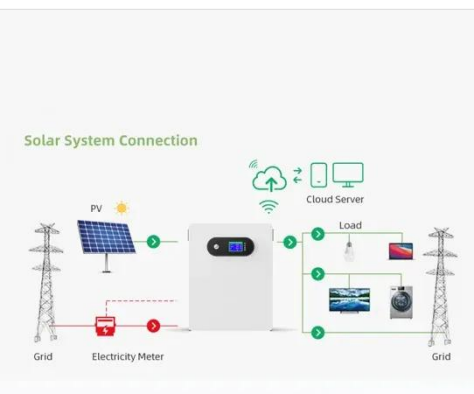 Solar System Connection
Cloud Server
PV
Load
Grid
Electricity Meter
Grid